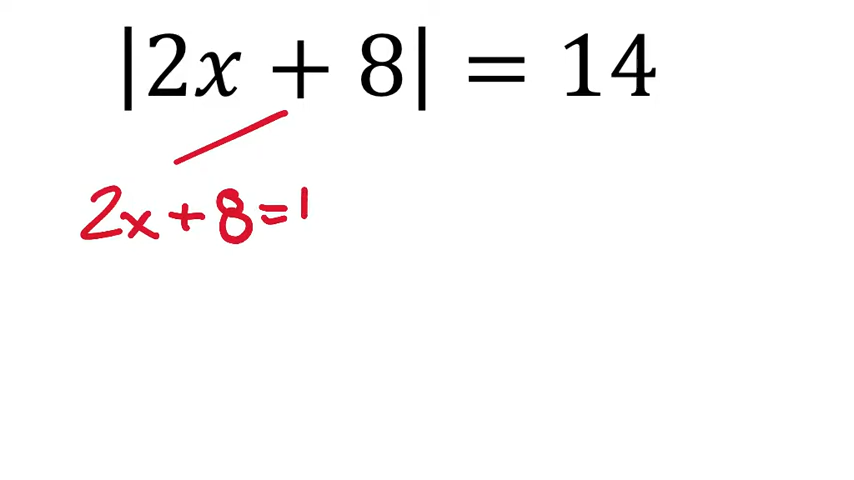 |2x + 8| = 14
2x+8=1